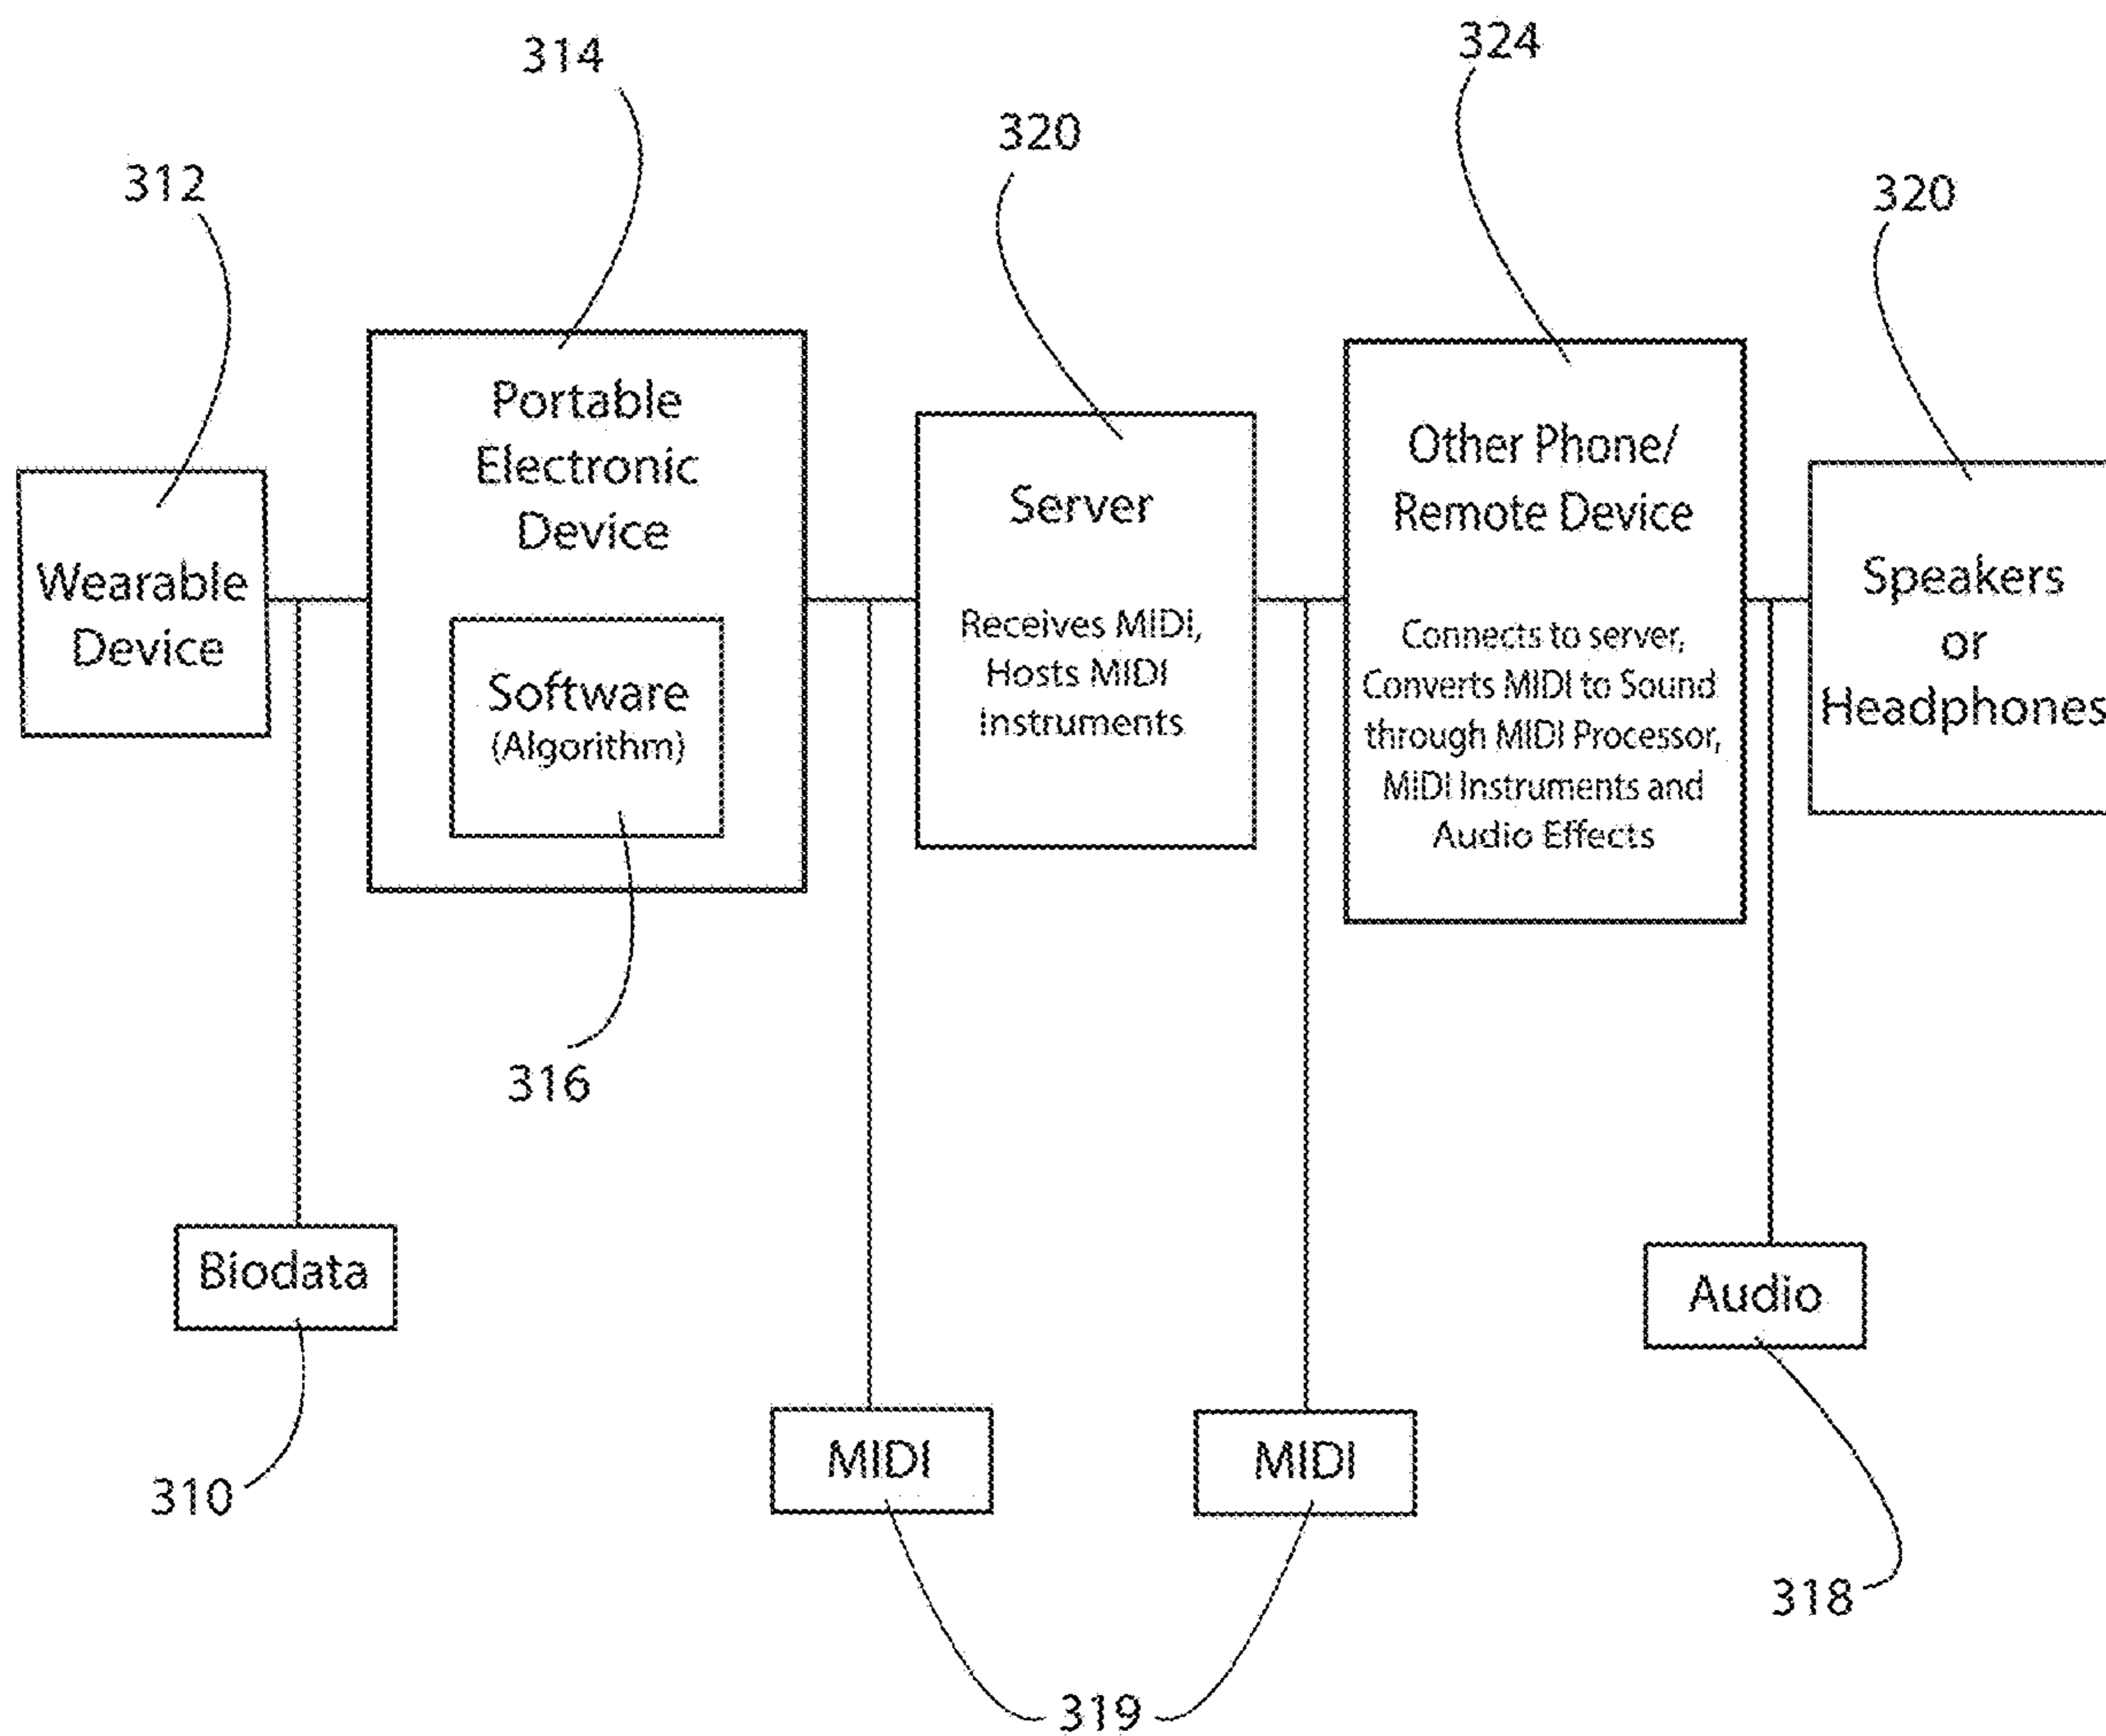 314
324
320
312
320
Portable
Electronic
Device
Software
(Algorithm)
Wearable
Device
Server
Receives MIDI,
Hosts MIDI
Instruments
Other Phone/
Remote Device
Connects to server,
Converts MIDI to Sound
through MIDI Processor,
MIDI Instruments and
Audio Effects
Speakers
or
Headphones
316
Biodata
Audio
MIDI
MIDI
310
318
319